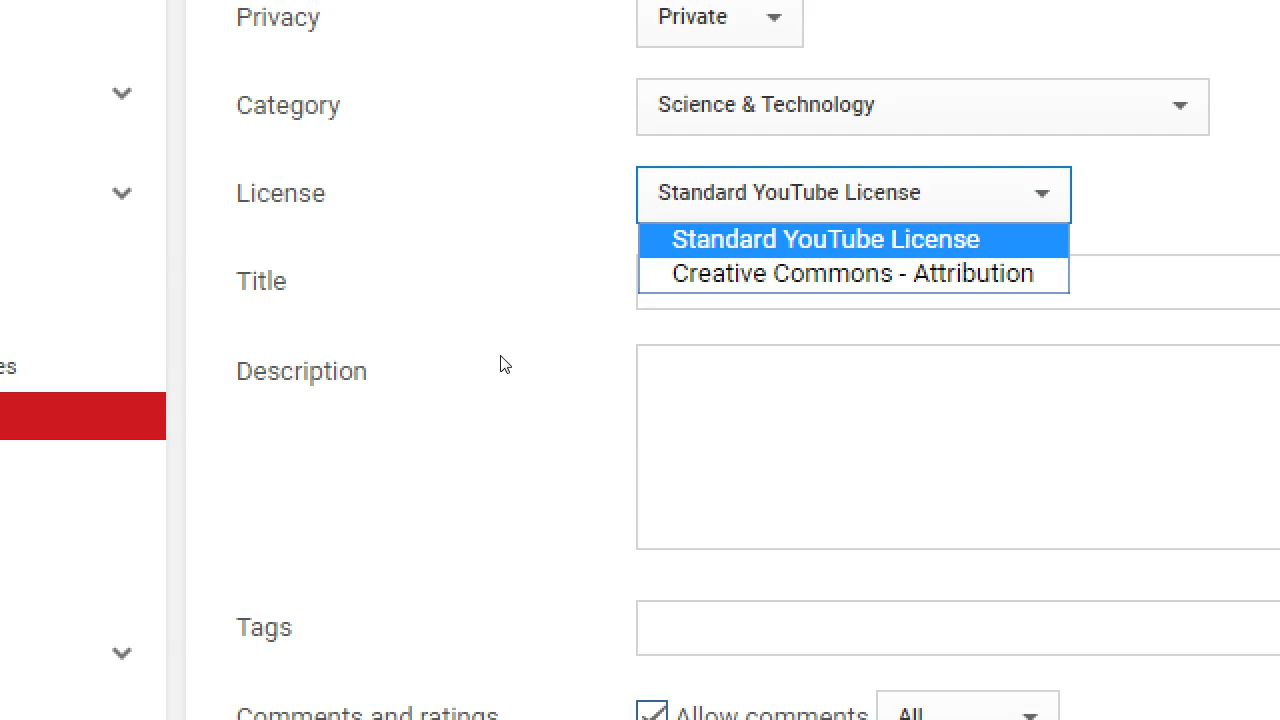 Privacy Private
Category Science & Technology
License Standard YouTube License
Standard YouTube License
Creative Commons - Attribution
Title
es
Description
Tags
Comments and ratings Allow comments All